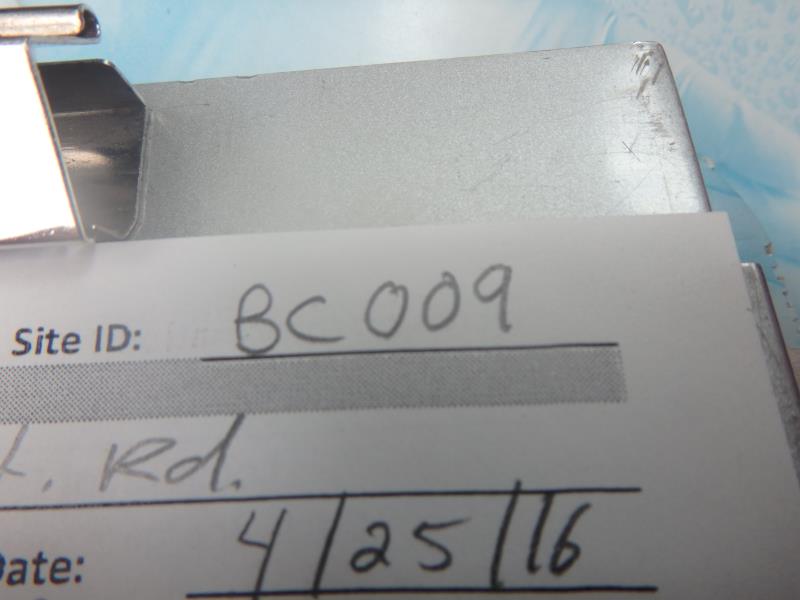 Site ID: BC009
Rd.
Date: 4/25/16